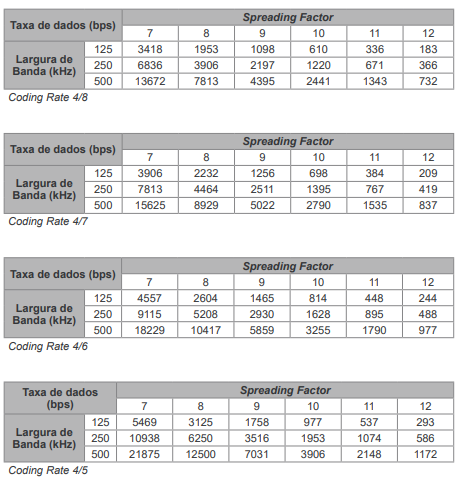 Taxa de dados (bps) Spreading Factor
7 8 9 10 11 12
Largura de Banda (kHz) 125 3418 1953 1098 610 336 183
250 6836 3906 2197 1220 671 366
500 13672 7813 4395 2441 1343 732
Coding Rate 4/8
Taxa de dados (bps) Spreading Factor
7 8 9 10 11 12
Largura de Banda (kHz) 125 3906 2232 1256 698 384 209
250 7813 4464 2511 1395 767 419
500 15625 8929 5022 2790 1535 837
Coding Rate 4/7
Taxa de dados (bps) Spreading Factor
7 8 9 10 11 12
Largura de Banda (kHz) 125 4557 2604 1465 814 448 244
250 9115 5208 2930 1628 895 488
500 18229 10417 5859 3255 1790 977
Coding Rate 4/6
Taxa de dados (bps) Spreading Factor
7 8 9 10 11 12
Largura de Banda (kHz) 125 5469 3125 1758 977 537 293
250 10938 6250 3516 1953 1074 586
500 21875 12500 7031 3906 2148 1172
Coding Rate 4/5